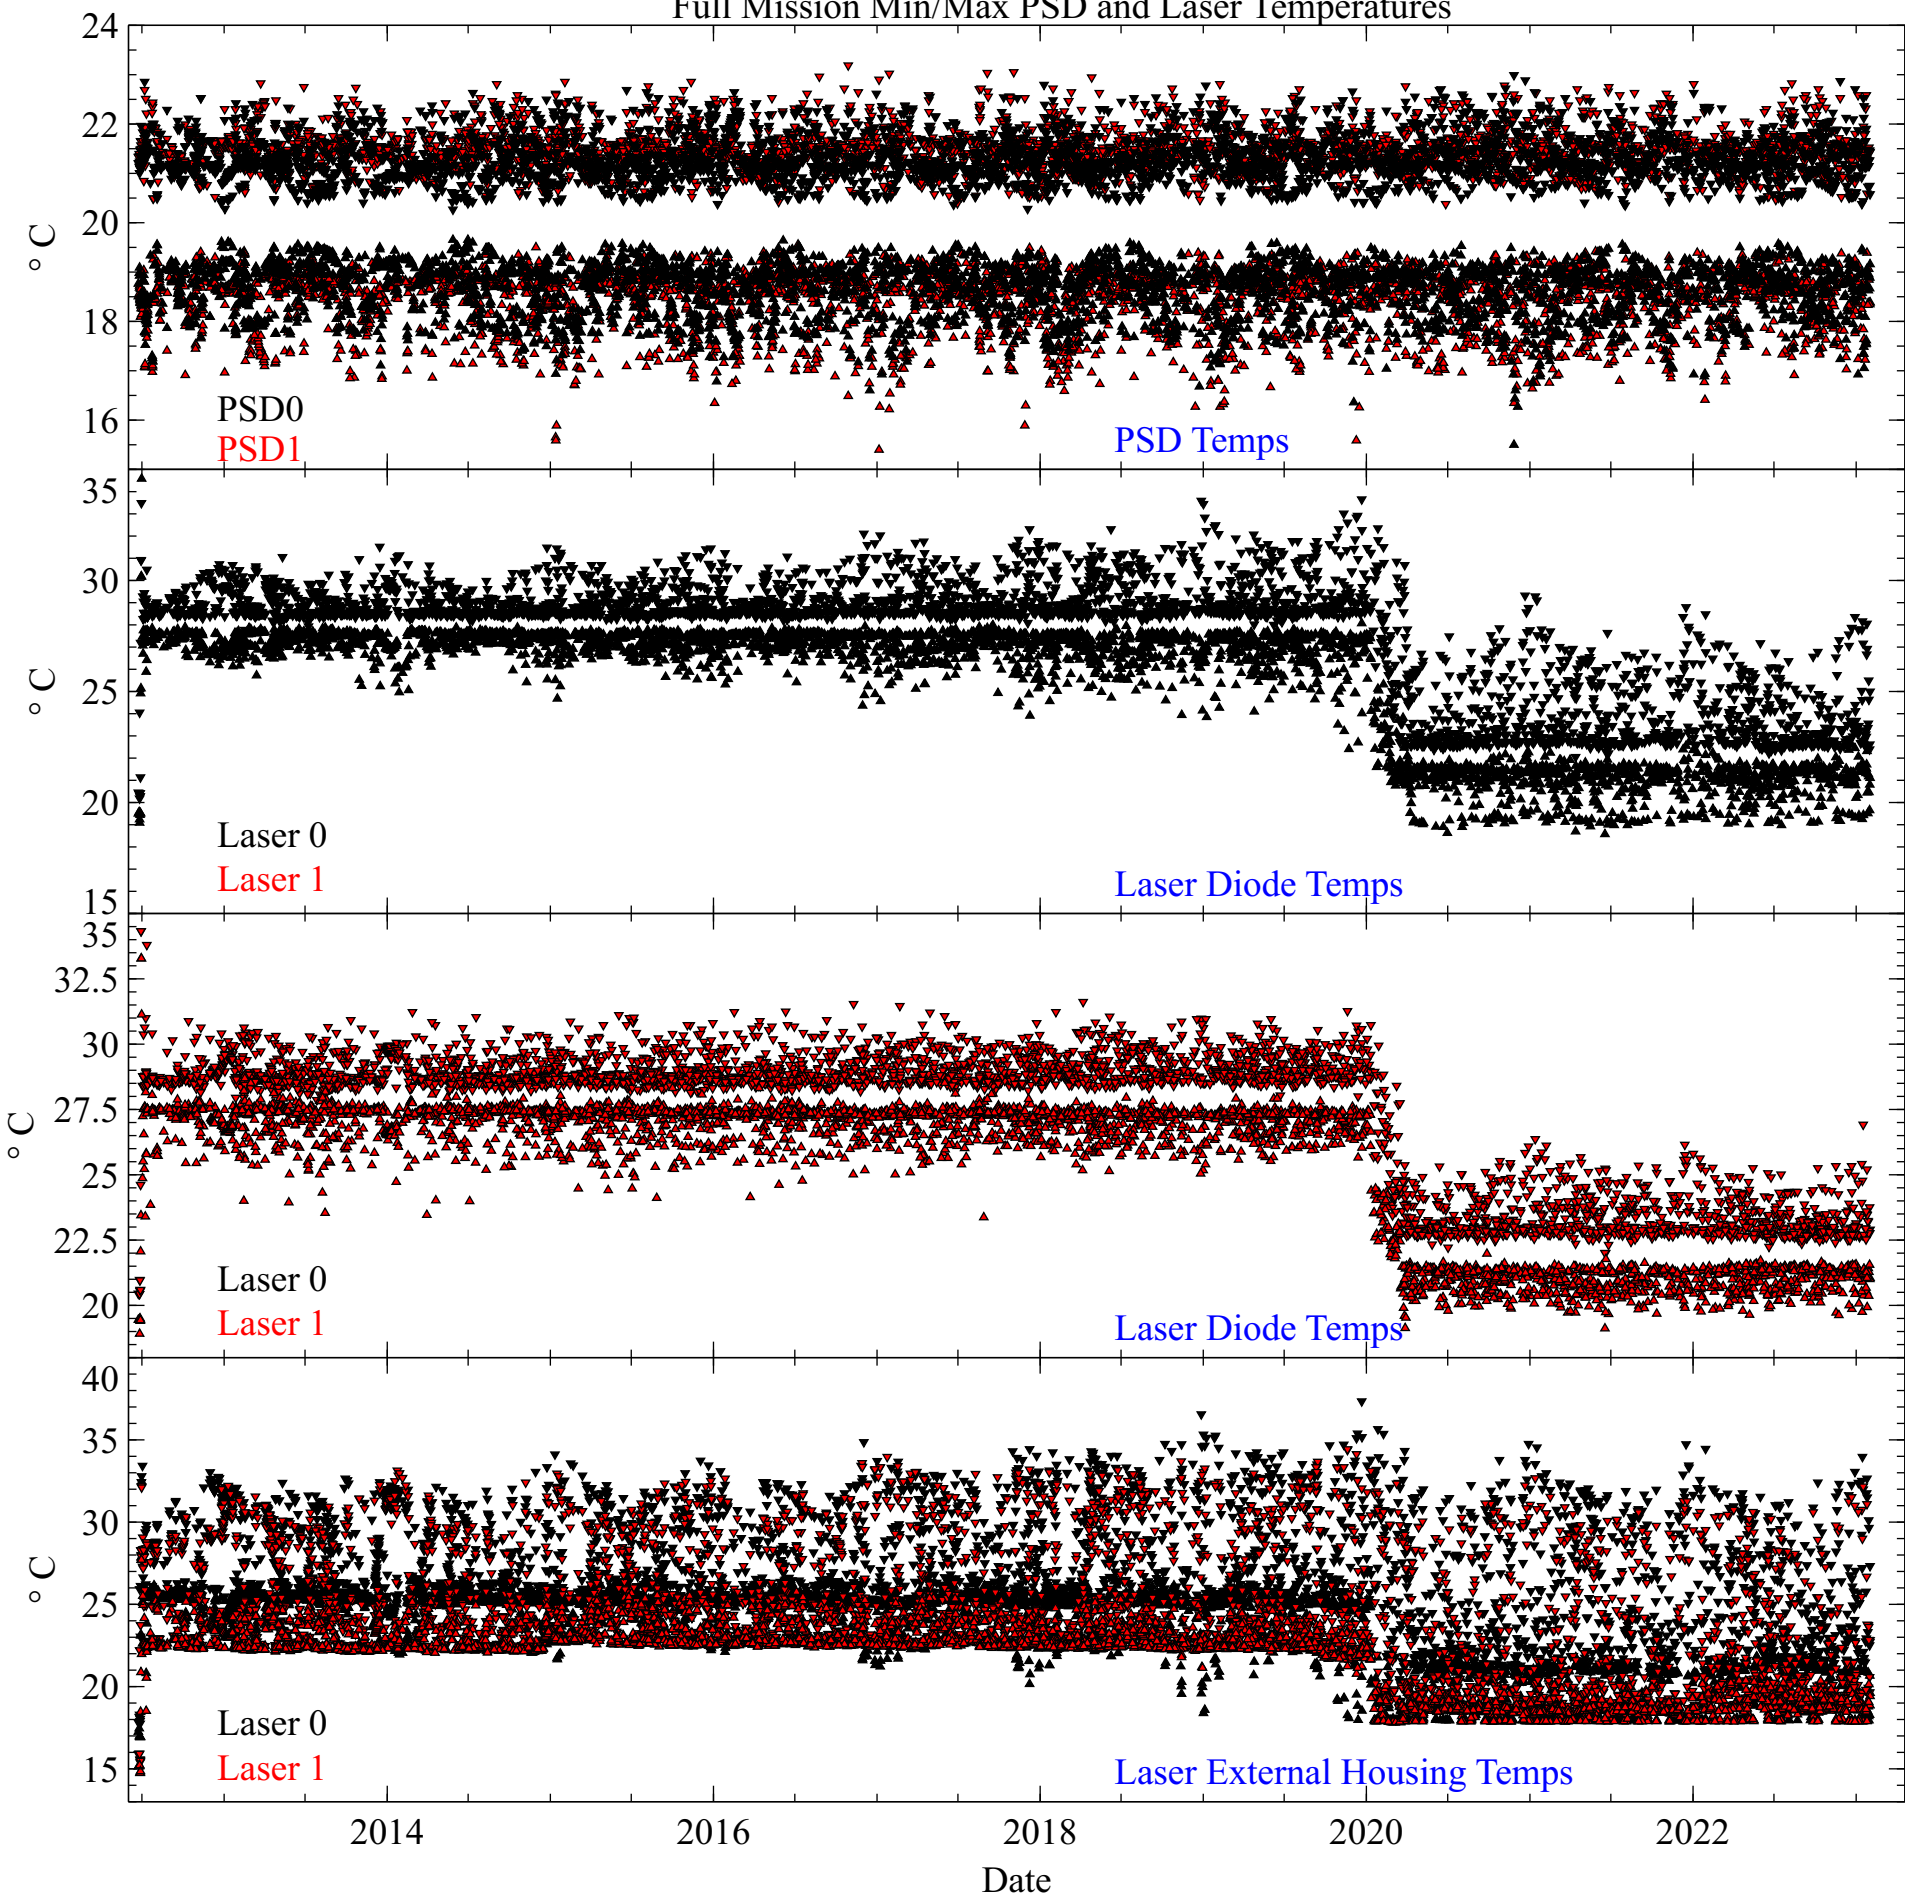 Full Mission Min/Max PSD and Laser Temperatures
24
22
20
18
16
° C
PSD0
PSD1
PSD Temps
35
30
25
20
15
° C
Laser 0
Laser 1
Laser Diode Temps
35
32.5
30
27.5
25
22.5
20
° C
Laser 0
Laser 1
Laser Diode Temps
40
35
30
25
20
15
° C
Laser 0
Laser 1
Laser External Housing Temps
2014 2016 2018 2020 2022
Date